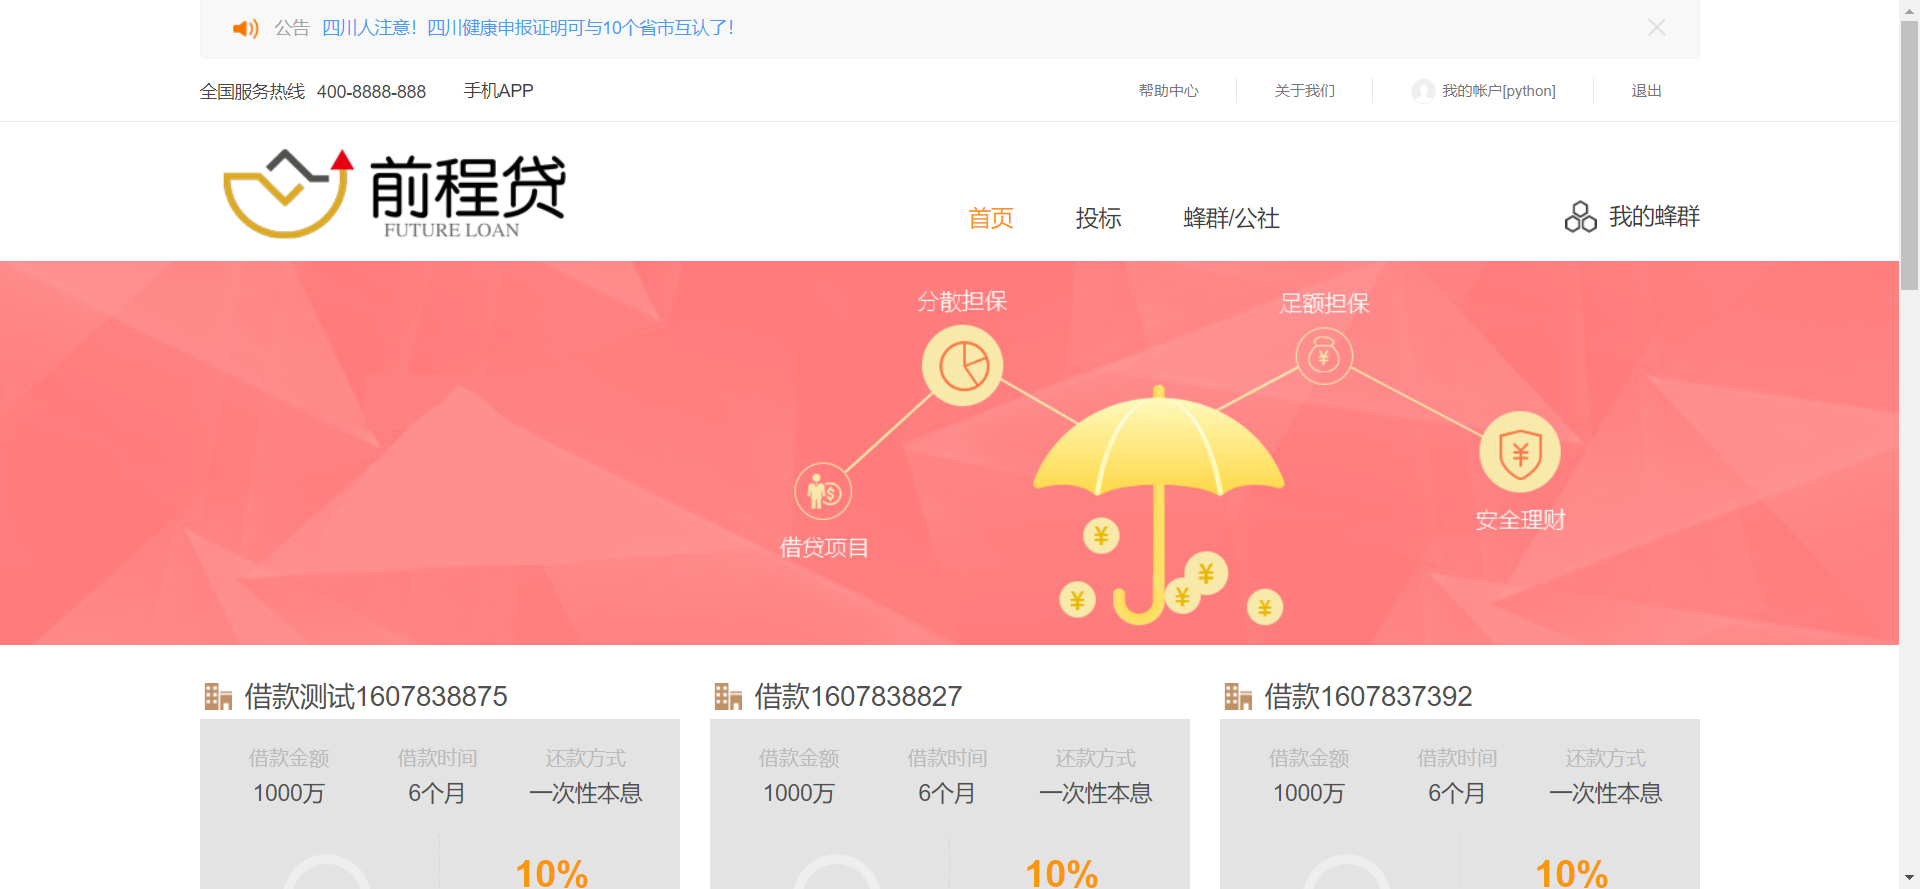 公告 四川人注意！四川健康申报证明可与10个省市互认了！
全国服务热线 400-8888-888 手机APP 帮助中心 关于我们 我的帐户[python] 退出
前程贷
FUTURE LOAN
首页 投标 蜂群/公社 我的蜂群
分散担保 足额担保
安全理财
借贷项目
借款测试1607838875 借款1607838827 借款1607837392
借款金额 借款时间 还款方式 借款金额 借款时间 还款方式 借款金额 借款时间 还款方式
1000万 6个月 一次性本息 1000万 6个月 一次性本息 1000万 6个月 一次性本息
10% 10% 10%